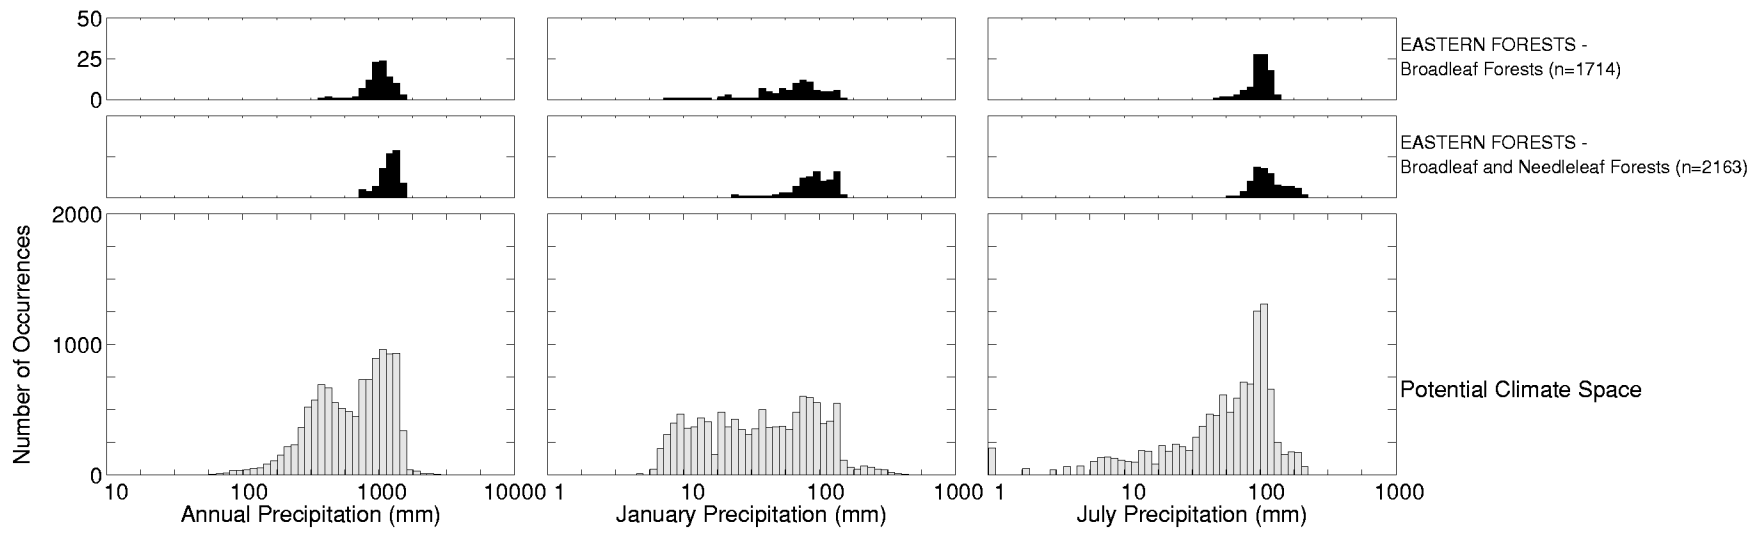 50
25
0
EASTERN FORESTS -
Broadleaf Forests (n=1714)
EASTERN FORESTS -
Broadleaf and Needleleaf Forests (n=2163)
2000
1000
0
Number of Occurrences
Potential Climate Space
10 100 1000 10000
1 10 100 1000
1 10 100 1000
Annual Precipitation (mm)
January Precipitation (mm)
July Precipitation (mm)